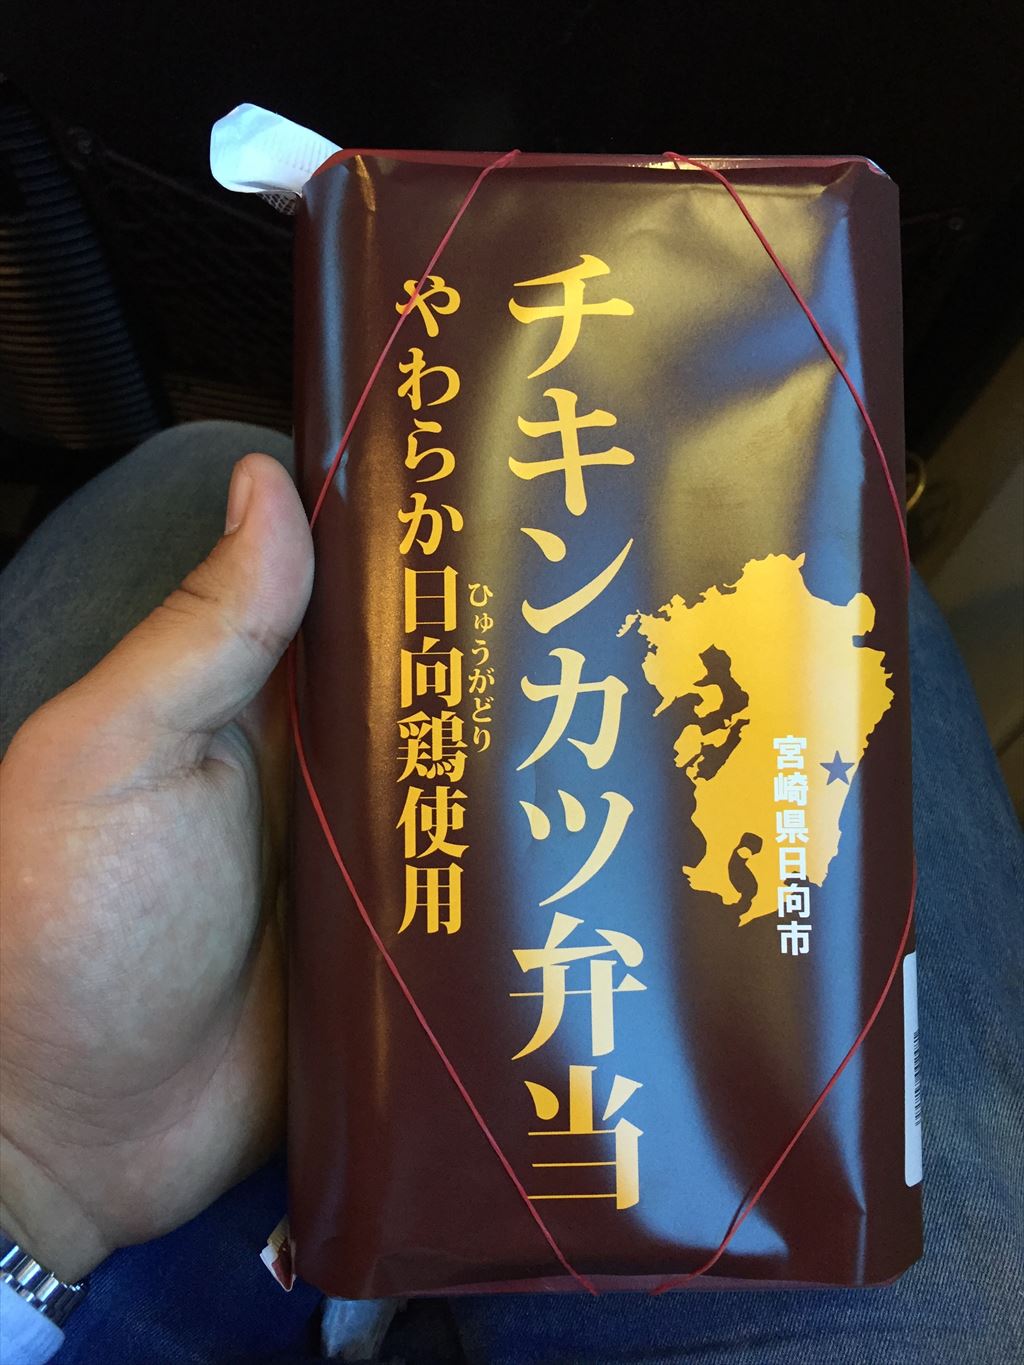 宮崎県日向市
チキンカツ弁当
ひゅうがどり
やわらか日向鶏使用